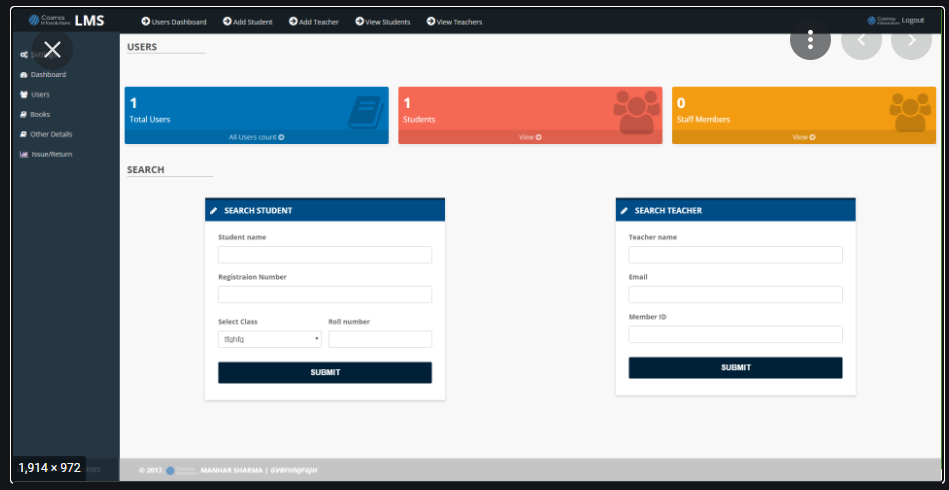 Cosmos Infosolutions LMS Users Dashboard Add Student Add Teacher View Students View Teachers Cosmos Infosolutions Logout
Dashboard
Users
Books
Other Details
Issue/Return
USERS
1
Total Users
All Users count
1
Students
View
0
Staff Members
View
SEARCH
SEARCH STUDENT
Student name
Registraion Number
Select Class Roll number
SUBMIT
SEARCH TEACHER
Teacher name
Email
Member ID
SUBMIT
1,914 × 972
© 2017. MANHAR SHARMA | GVBFHNJFGJH